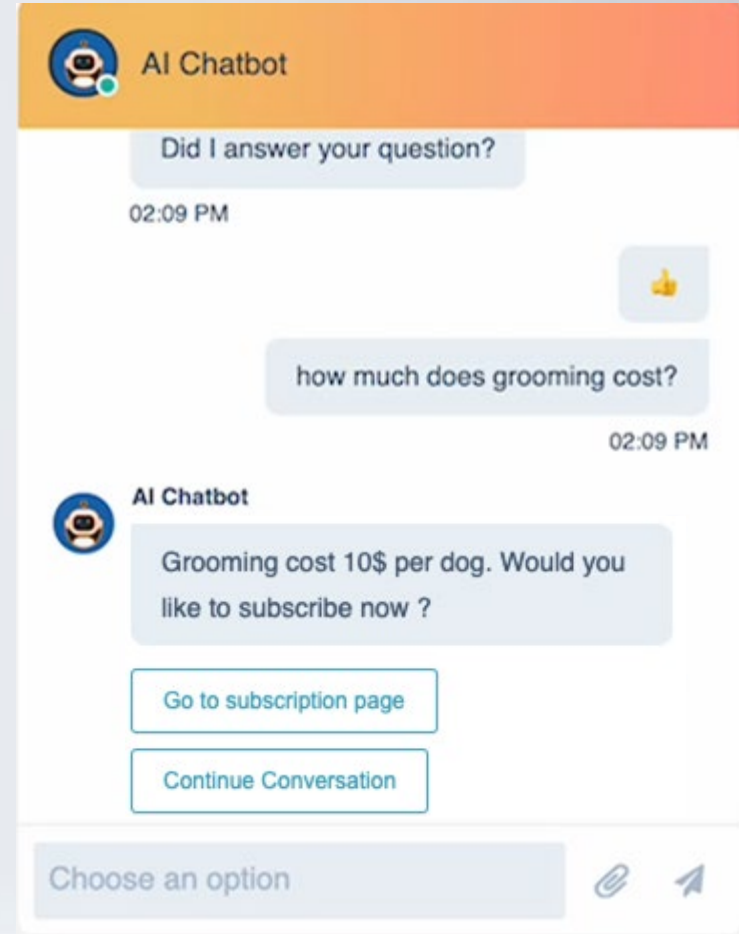 AI Chatbot
Did I answer your question?
02:09 PM
👍
how much does grooming cost?
02:09 PM
AI Chatbot
Grooming cost 10$ per dog. Would you
like to subscribe now ?
Go to subscription page
Continue Conversation
Choose an option